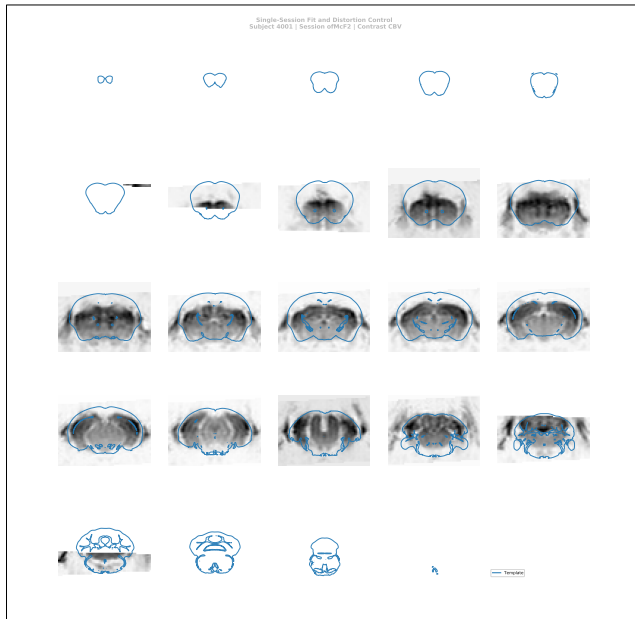 Single-Session Fit and Distortion Control
Subject 4001 | Session ofMcF2 | Contrast CBV
Template